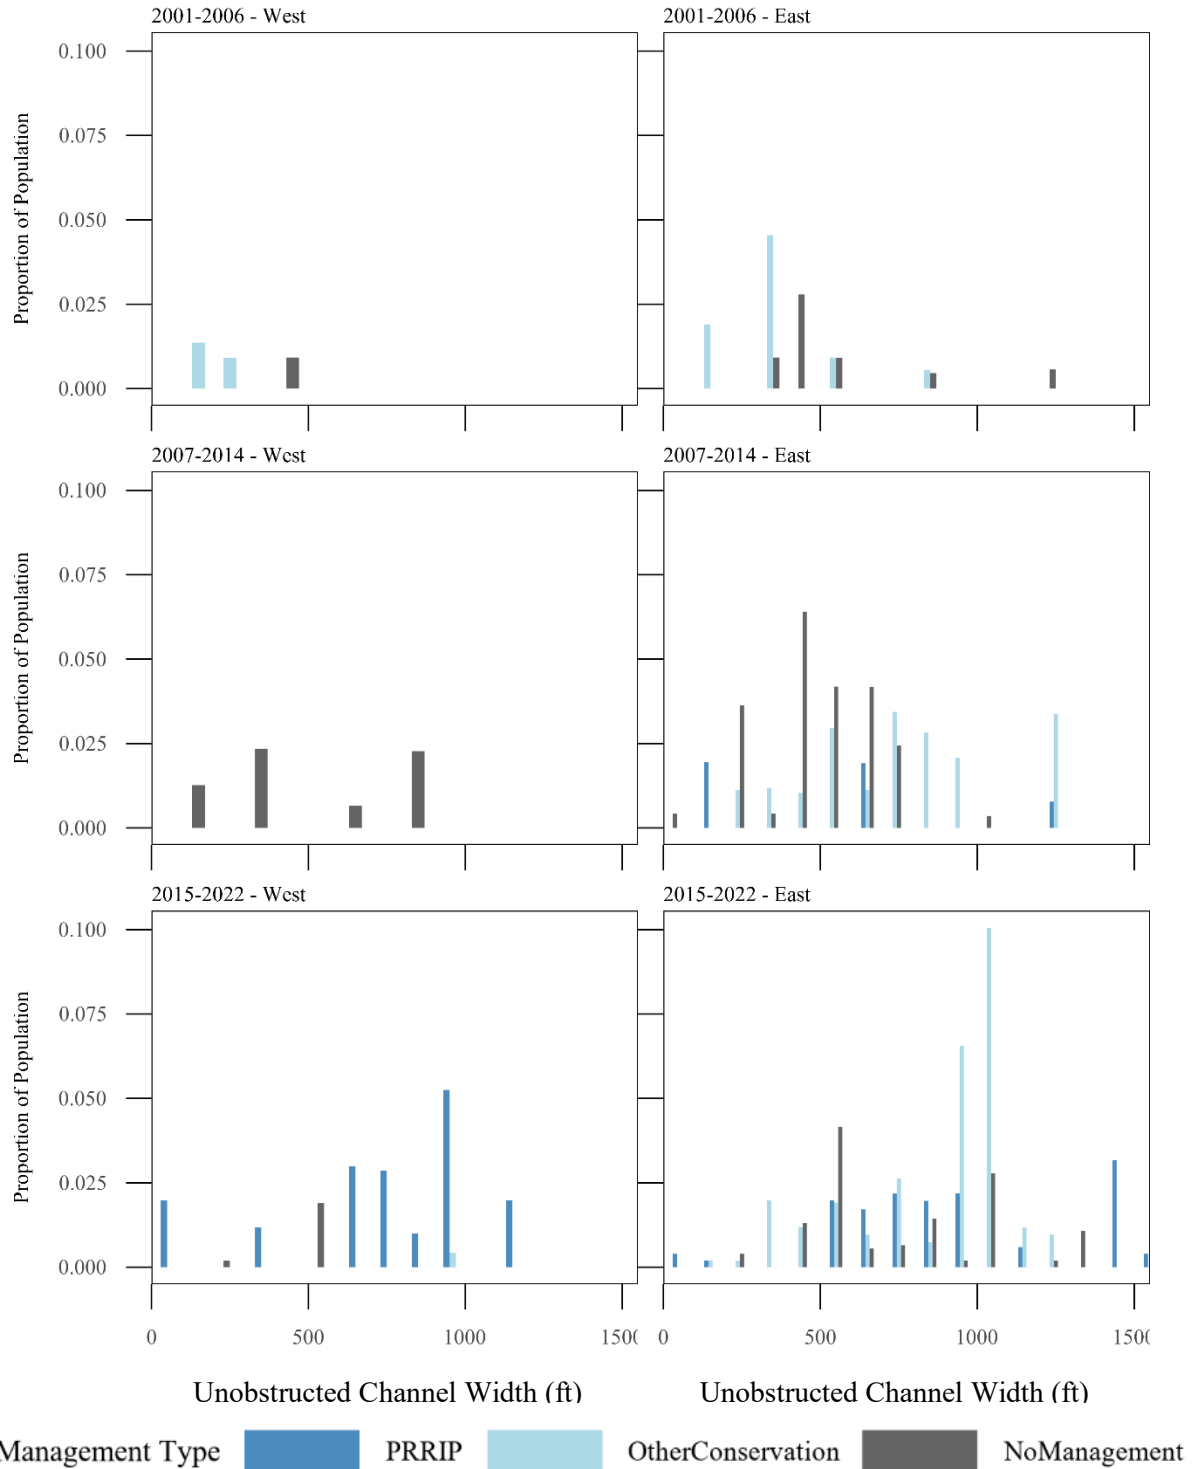 2001-2006 - West
2001-2006 - East
0.100
0.075
0.050
0.025
0.000
Proportion of Population
2007-2014 - West
2007-2014 - East
0.100
0.075
0.050
0.025
0.000
Proportion of Population
2015-2022 - West
2015-2022 - East
0.100
0.075
0.050
0.025
0.000
Proportion of Population
0 500 1000 1500
0 500 1000 1500
Unobstructed Channel Width (ft)
Unobstructed Channel Width (ft)
Management Type PRRIP OtherConservation NoManagement